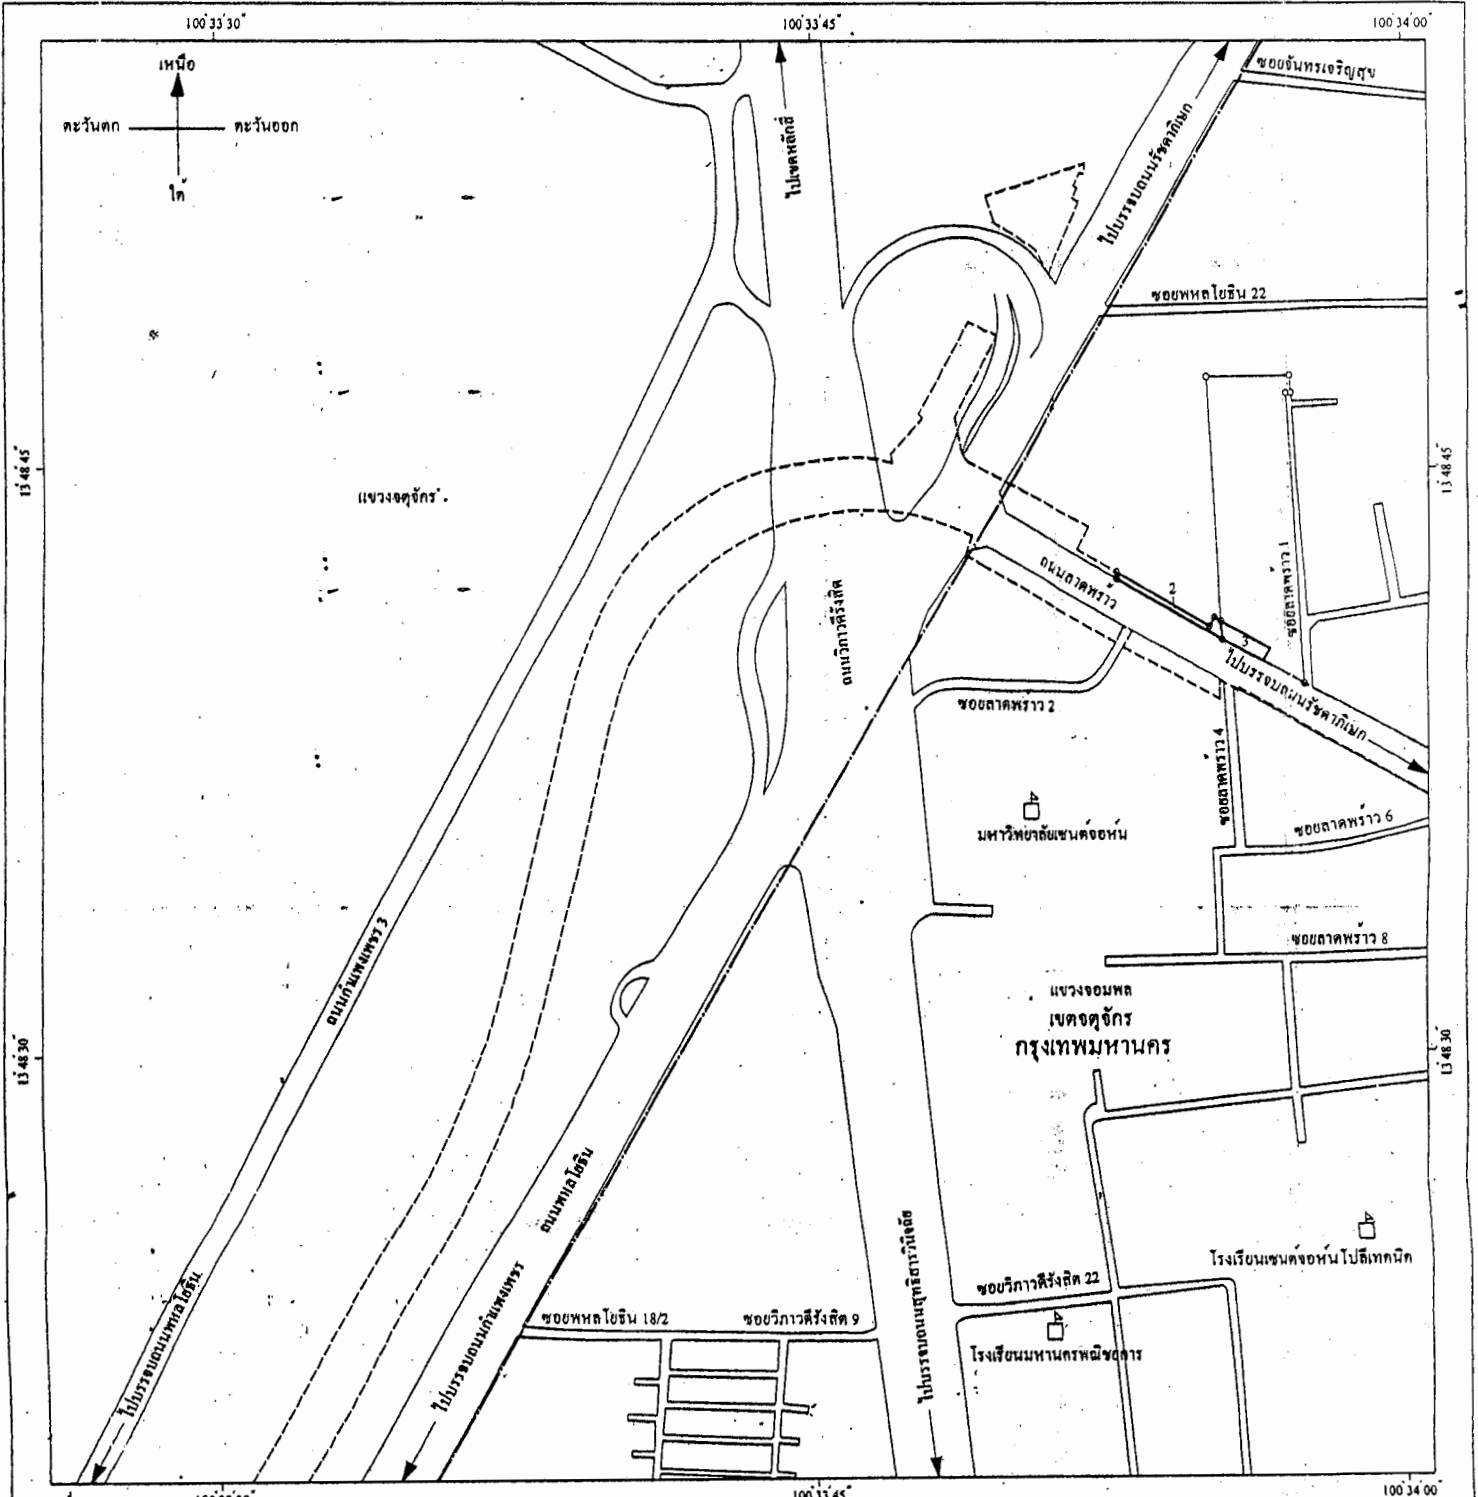 100°33'30"
100°33'45"
100°34'00"
เหนือ
ตะวันตก
ตะวันออก
ใต้
ซอยจันทรเจริญสุข
ไปเขตหลักสี่
ไปบรรจบถนนรัชดาภิเษก
ซอยพหลโยธิน 22
13°48'45"
13°48'45"
แขวงจตุจักร
ถนนลาดพร้าว
2
3
ซอยลาดพร้าว 1
ถนนวิภาวดีรังสิต
ไปบรรจบถนนรัชดาภิเษก
ซอยลาดพร้าว 2
ซอยลาดพร้าว 4
มหาวิทยาลัยเซนต์จอห์น
ซอยลาดพร้าว 6
ถนนกำแพงเพชร 3
ซอยลาดพร้าว 8
แขวงจอมพล
เขตจตุจักร
กรุงเทพมหานคร
13°48'30"
13°48'30"
ถนนพหลโยธิน
ไปบรรจบถนนสุทธิสารวินิจฉัย
โรงเรียนเซนต์จอห์นโปลีเทคนิค
ซอยวิภาวดีรังสิต 22
ไปบรรจบถนนพหลโยธิน
ไปบรรจบถนนกำแพงเพชร
ซอยพหลโยธิน 18/2
ซอยวิภาวดีรังสิต 9
โรงเรียนมหานครพณิชยการ
100°33'45"
100°34'00"